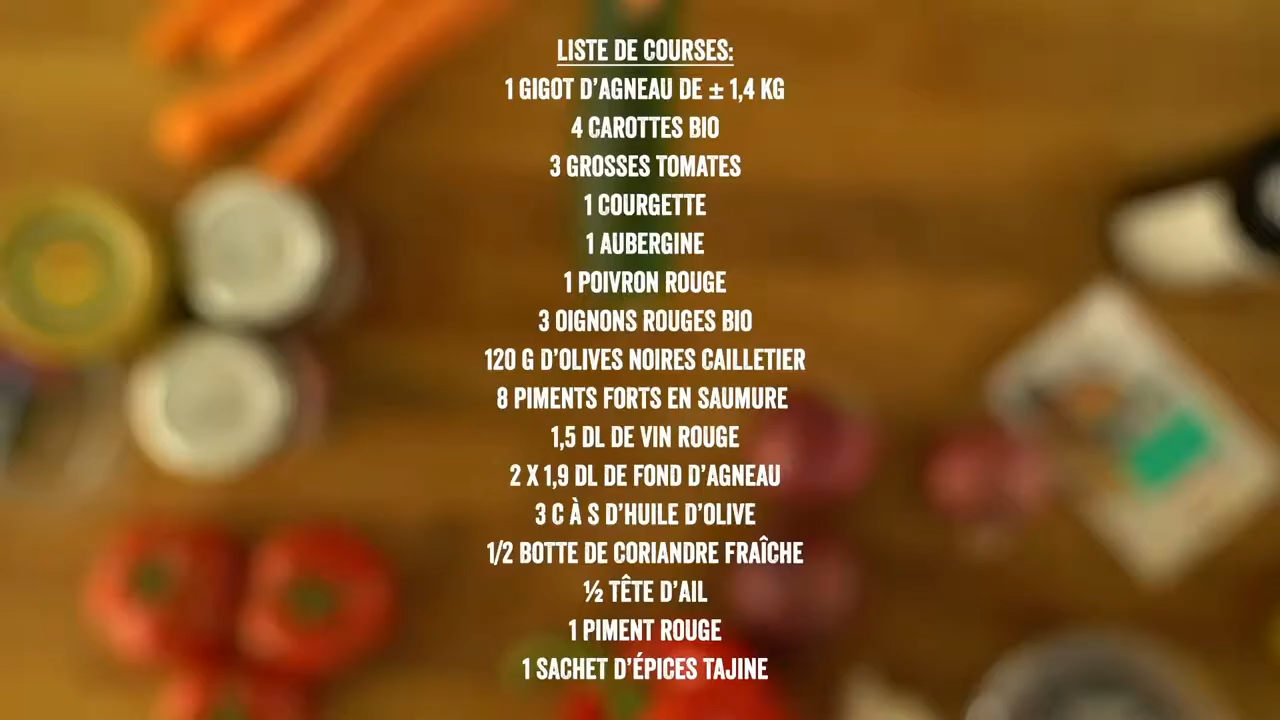 LISTE DE COURSES:
1 GIGOT D'AGNEAU DE ± 1,4 KG
4 CAROTTES BIO
3 GROSSES TOMATES
1 COURGETTE
1 AUBERGINE
1 POIVRON ROUGE
3 OIGNONS ROUGES BIO
120 G D'OLIVES NOIRES CAILLETIER
8 PIMENTS FORTS EN SAUMURE
1,5 DL DE VIN ROUGE
2 X 1,9 DL DE FOND D'AGNEAU
3 C À S D'HUILE D'OLIVE
1/2 BOTTE DE CORIANDRE FRAÎCHE
½ TÊTE D'AIL
1 PIMENT ROUGE
1 SACHET D'ÉPICES TAJINE